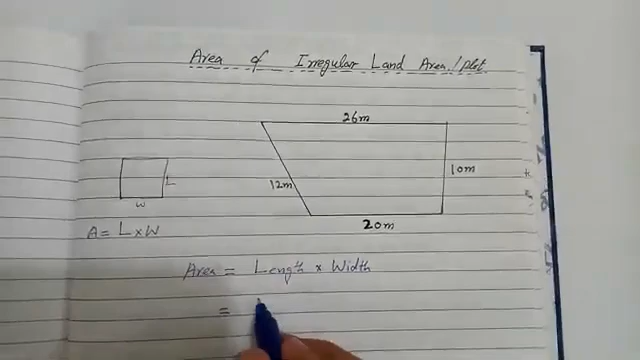 Area of Irregular Land Area/plot
26m
12m
10m
20m
L
W
A= L×W
Area = Length × Width
=